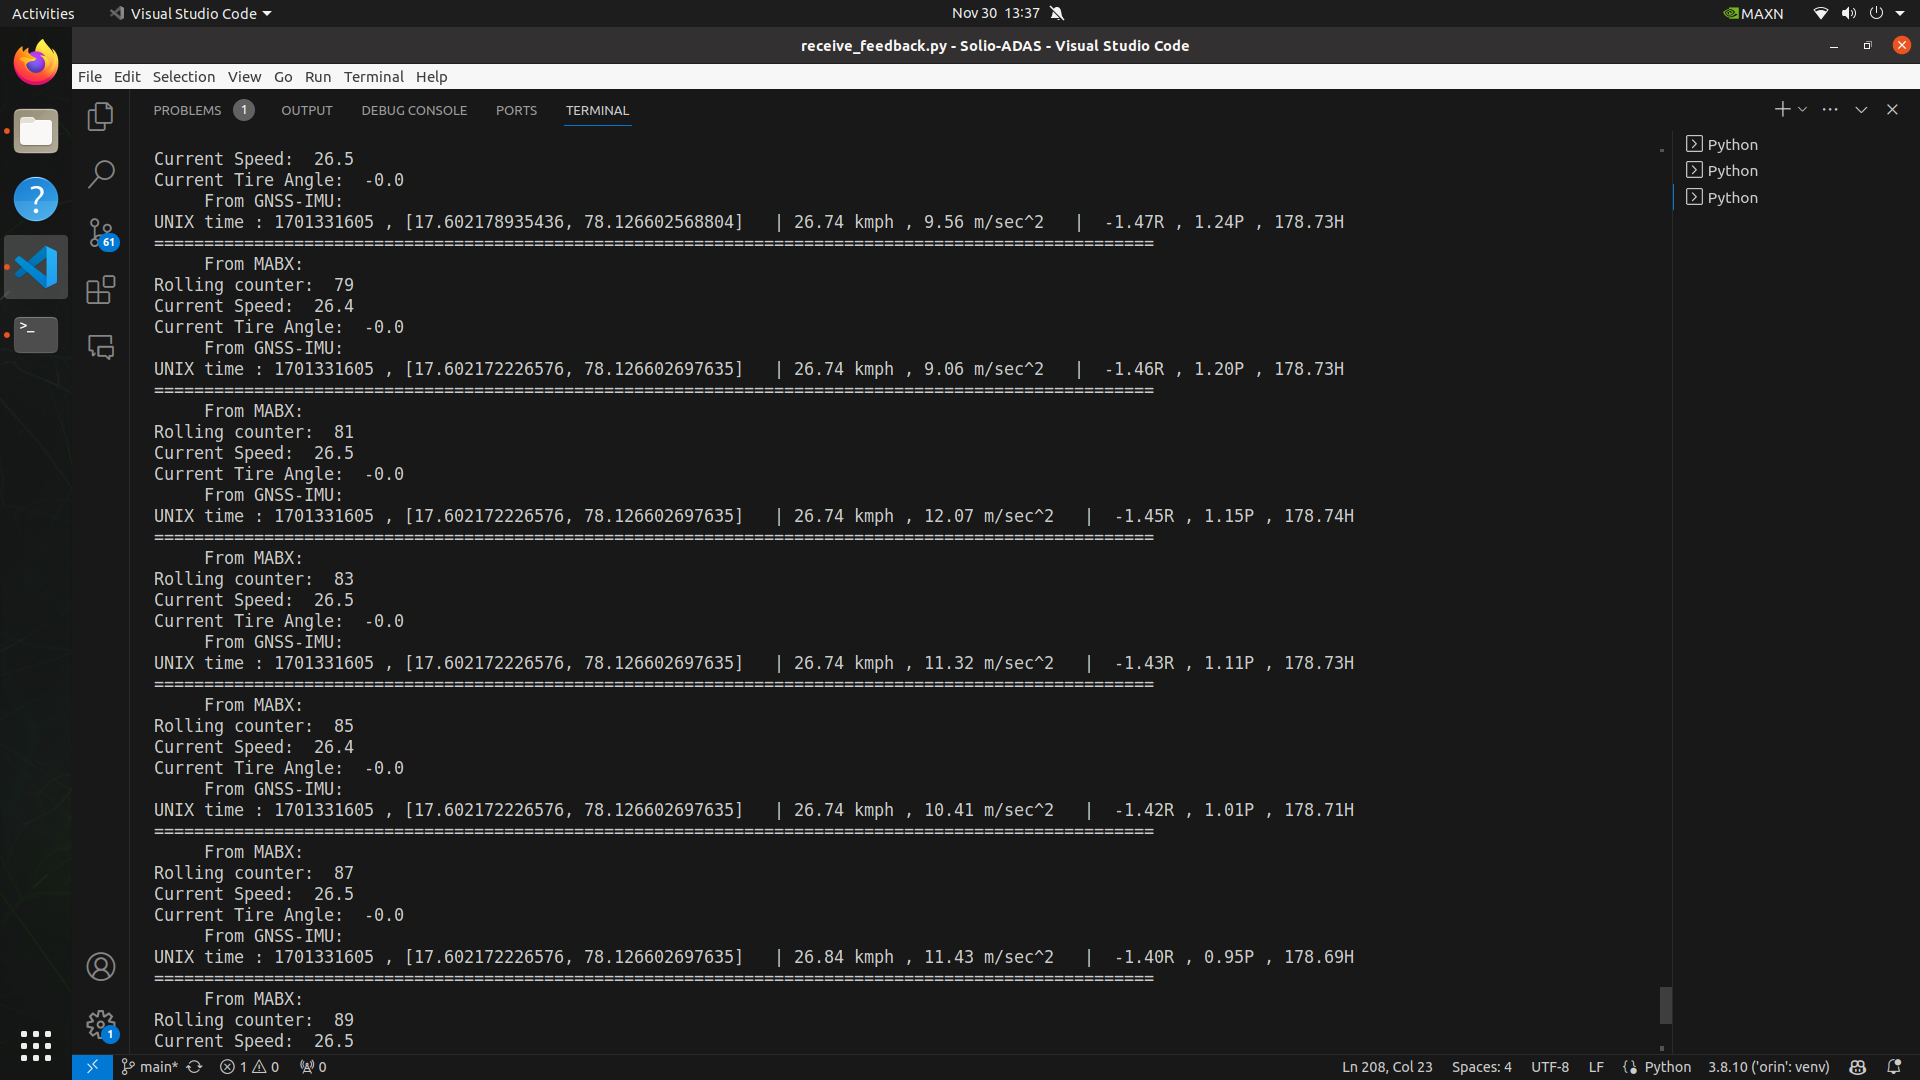 Activities Visual Studio Code Nov 30 13:37 MAXN
receive_feedback.py - Solio-ADAS - Visual Studio Code
File Edit Selection View Go Run Terminal Help
PROBLEMS 1 OUTPUT DEBUG CONSOLE PORTS TERMINAL
Current Speed:  26.5
Current Tire Angle:  -0.0
     From GNSS-IMU:
UNIX time : 1701331605 , [17.602178935436, 78.126602568804]   | 26.74 kmph , 9.56 m/sec^2   |  -1.47R , 1.24P , 178.73H
====================================================================================================
     From MABX:
Rolling counter:  79
Current Speed:  26.4
Current Tire Angle:  -0.0
     From GNSS-IMU:
UNIX time : 1701331605 , [17.602172226576, 78.126602697635]   | 26.74 kmph , 9.06 m/sec^2   |  -1.46R , 1.20P , 178.73H
====================================================================================================
     From MABX:
Rolling counter:  81
Current Speed:  26.5
Current Tire Angle:  -0.0
     From GNSS-IMU:
UNIX time : 1701331605 , [17.602172226576, 78.126602697635]   | 26.74 kmph , 12.07 m/sec^2   |  -1.45R , 1.15P , 178.74H
====================================================================================================
     From MABX:
Rolling counter:  83
Current Speed:  26.5
Current Tire Angle:  -0.0
     From GNSS-IMU:
UNIX time : 1701331605 , [17.602172226576, 78.126602697635]   | 26.74 kmph , 11.32 m/sec^2   |  -1.43R , 1.11P , 178.73H
====================================================================================================
     From MABX:
Rolling counter:  85
Current Speed:  26.4
Current Tire Angle:  -0.0
     From GNSS-IMU:
UNIX time : 1701331605 , [17.602172226576, 78.126602697635]   | 26.74 kmph , 10.41 m/sec^2   |  -1.42R , 1.01P , 178.71H
====================================================================================================
     From MABX:
Rolling counter:  87
Current Speed:  26.5
Current Tire Angle:  -0.0
     From GNSS-IMU:
UNIX time : 1701331605 , [17.602172226576, 78.126602697635]   | 26.84 kmph , 11.43 m/sec^2   |  -1.40R , 0.95P , 178.69H
====================================================================================================
     From MABX:
Rolling counter:  89
Current Speed:  26.5
Python
Python
Python
61
1
main* 1 0 0 Ln 208, Col 23 Spaces: 4 UTF-8 LF Python 3.8.10 ('orin': venv)